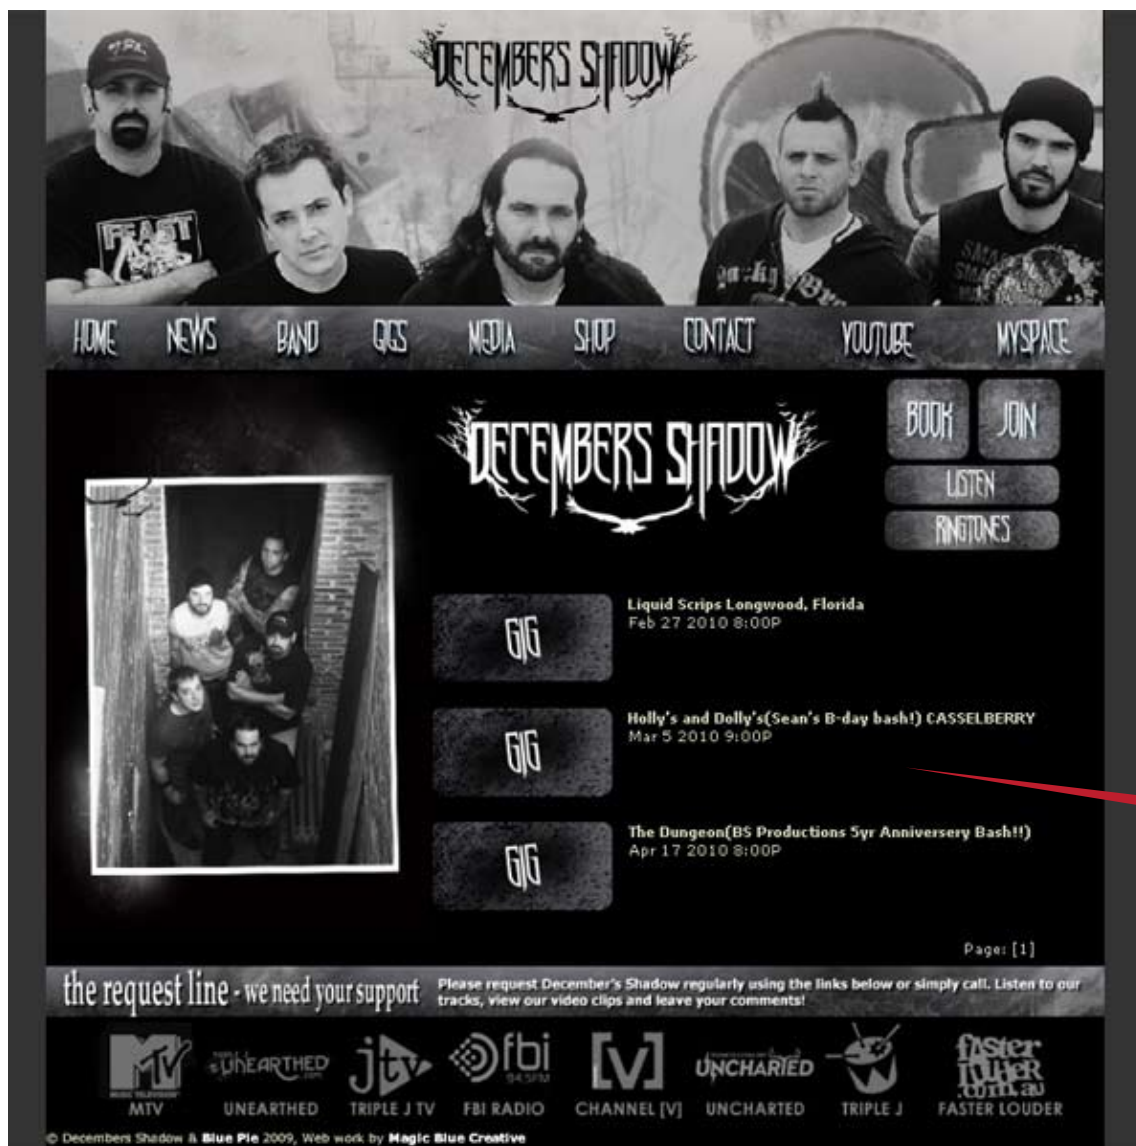 DECEMBERS SHADOW
FEAST
HOME NEWS BAND GIGS MEDIA SHOP CONTACT YOUTUBE MYSPACE
DECEMBERS SHADOW
BOOK JOIN
LISTEN
RINGTONES
GIG
Liquid Scrips Longwood, Florida
Feb 27 2010 8:00P
GIG
Holly's and Dolly's(Sean's B-day bash!) CASSELBERRY
Mar 5 2010 9:00P
GIG
The Dungeon(BS Productions 5yr Anniversery Bash!!)
Apr 17 2010 8:00P
Page: [1]
the request line - we need your support
Please request December's Shadow regularly using the links below or simply call. Listen to our
tracks, view our video clips and leave your comments!
MTV UNEARTHED jtv fbi [V] UNCHARTED faster
MUSIC TELEVISION .com 94.5FM louder
.com.au
MTV UNEARTHED TRIPLE J TV FBI RADIO CHANNEL [V] UNCHARTED TRIPLE J FASTER LOUDER
© Decembers Shadow & Blue Pie 2009, Web work by Magic Blue Creative